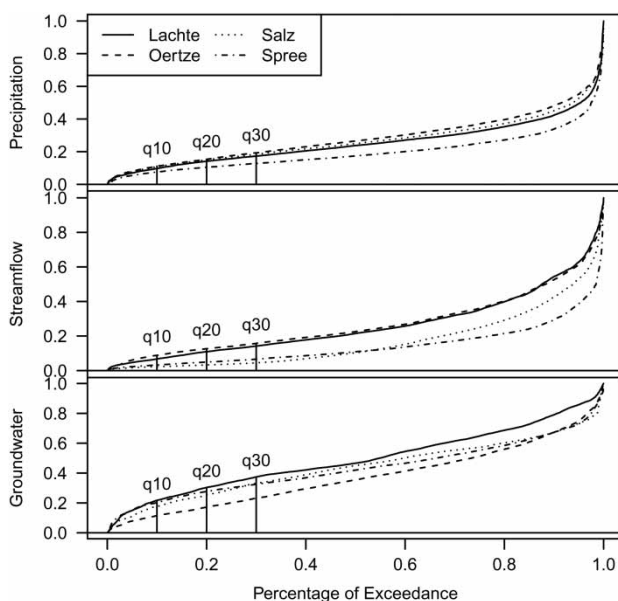 1.0
0.8
0.6
0.4
0.2
0.0
Precipitation
Lachte
Oertze
Salz
Spree
q10
q20
q30
1.0
0.8
0.6
0.4
0.2
0.0
Streamflow
q10
q20
q30
1.0
0.8
0.6
0.4
0.2
0.0
Groundwater
q10
q20
q30
0.0 0.2 0.4 0.6 0.8 1.0
Percentage of Exceedance